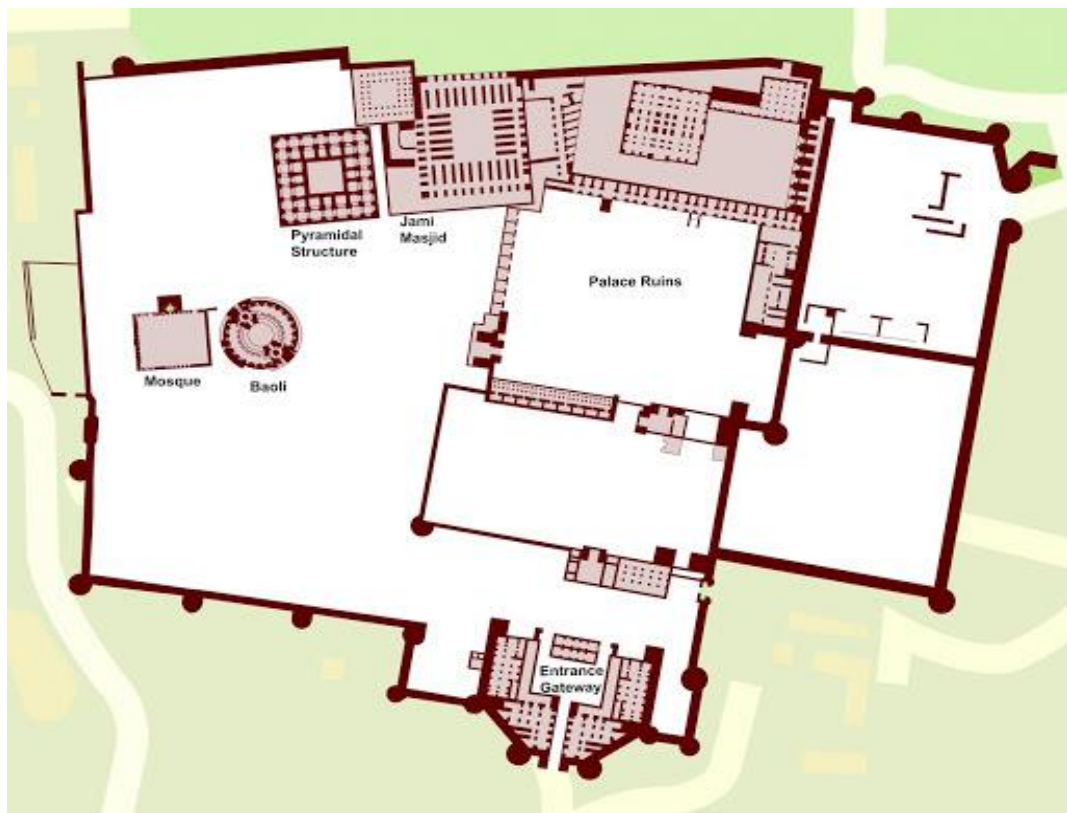 Pyramidal
Structure
Jami
Masjid
Palace Ruins
Mosque
Baoli
Entrance
Gateway